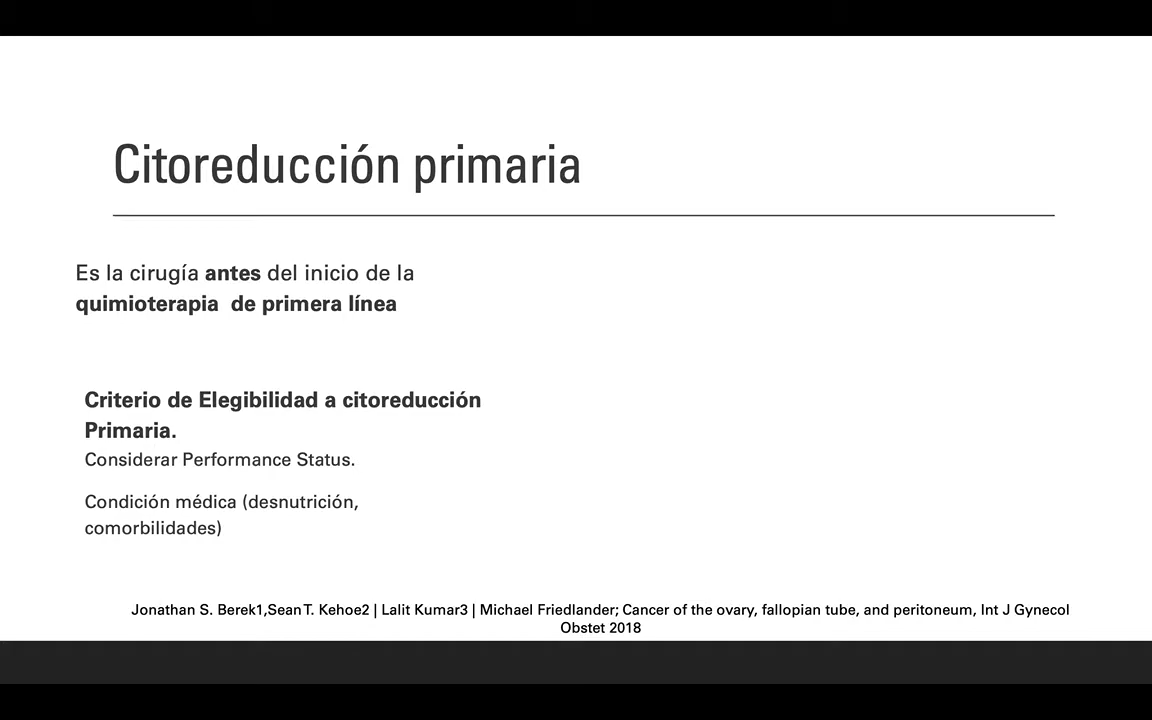 Citoreducción primaria
Es la cirugía antes del inicio de la
quimioterapia  de primera línea
Criterio de Elegibilidad a citoreducción
Primaria.
Considerar Performance Status.
Condición médica (desnutrición,
comorbilidades)
Jonathan S. Berek1,Sean T. Kehoe2 | Lalit Kumar3 | Michael Friedlander; Cancer of the ovary, fallopian tube, and peritoneum, Int J Gynecol
Obstet 2018